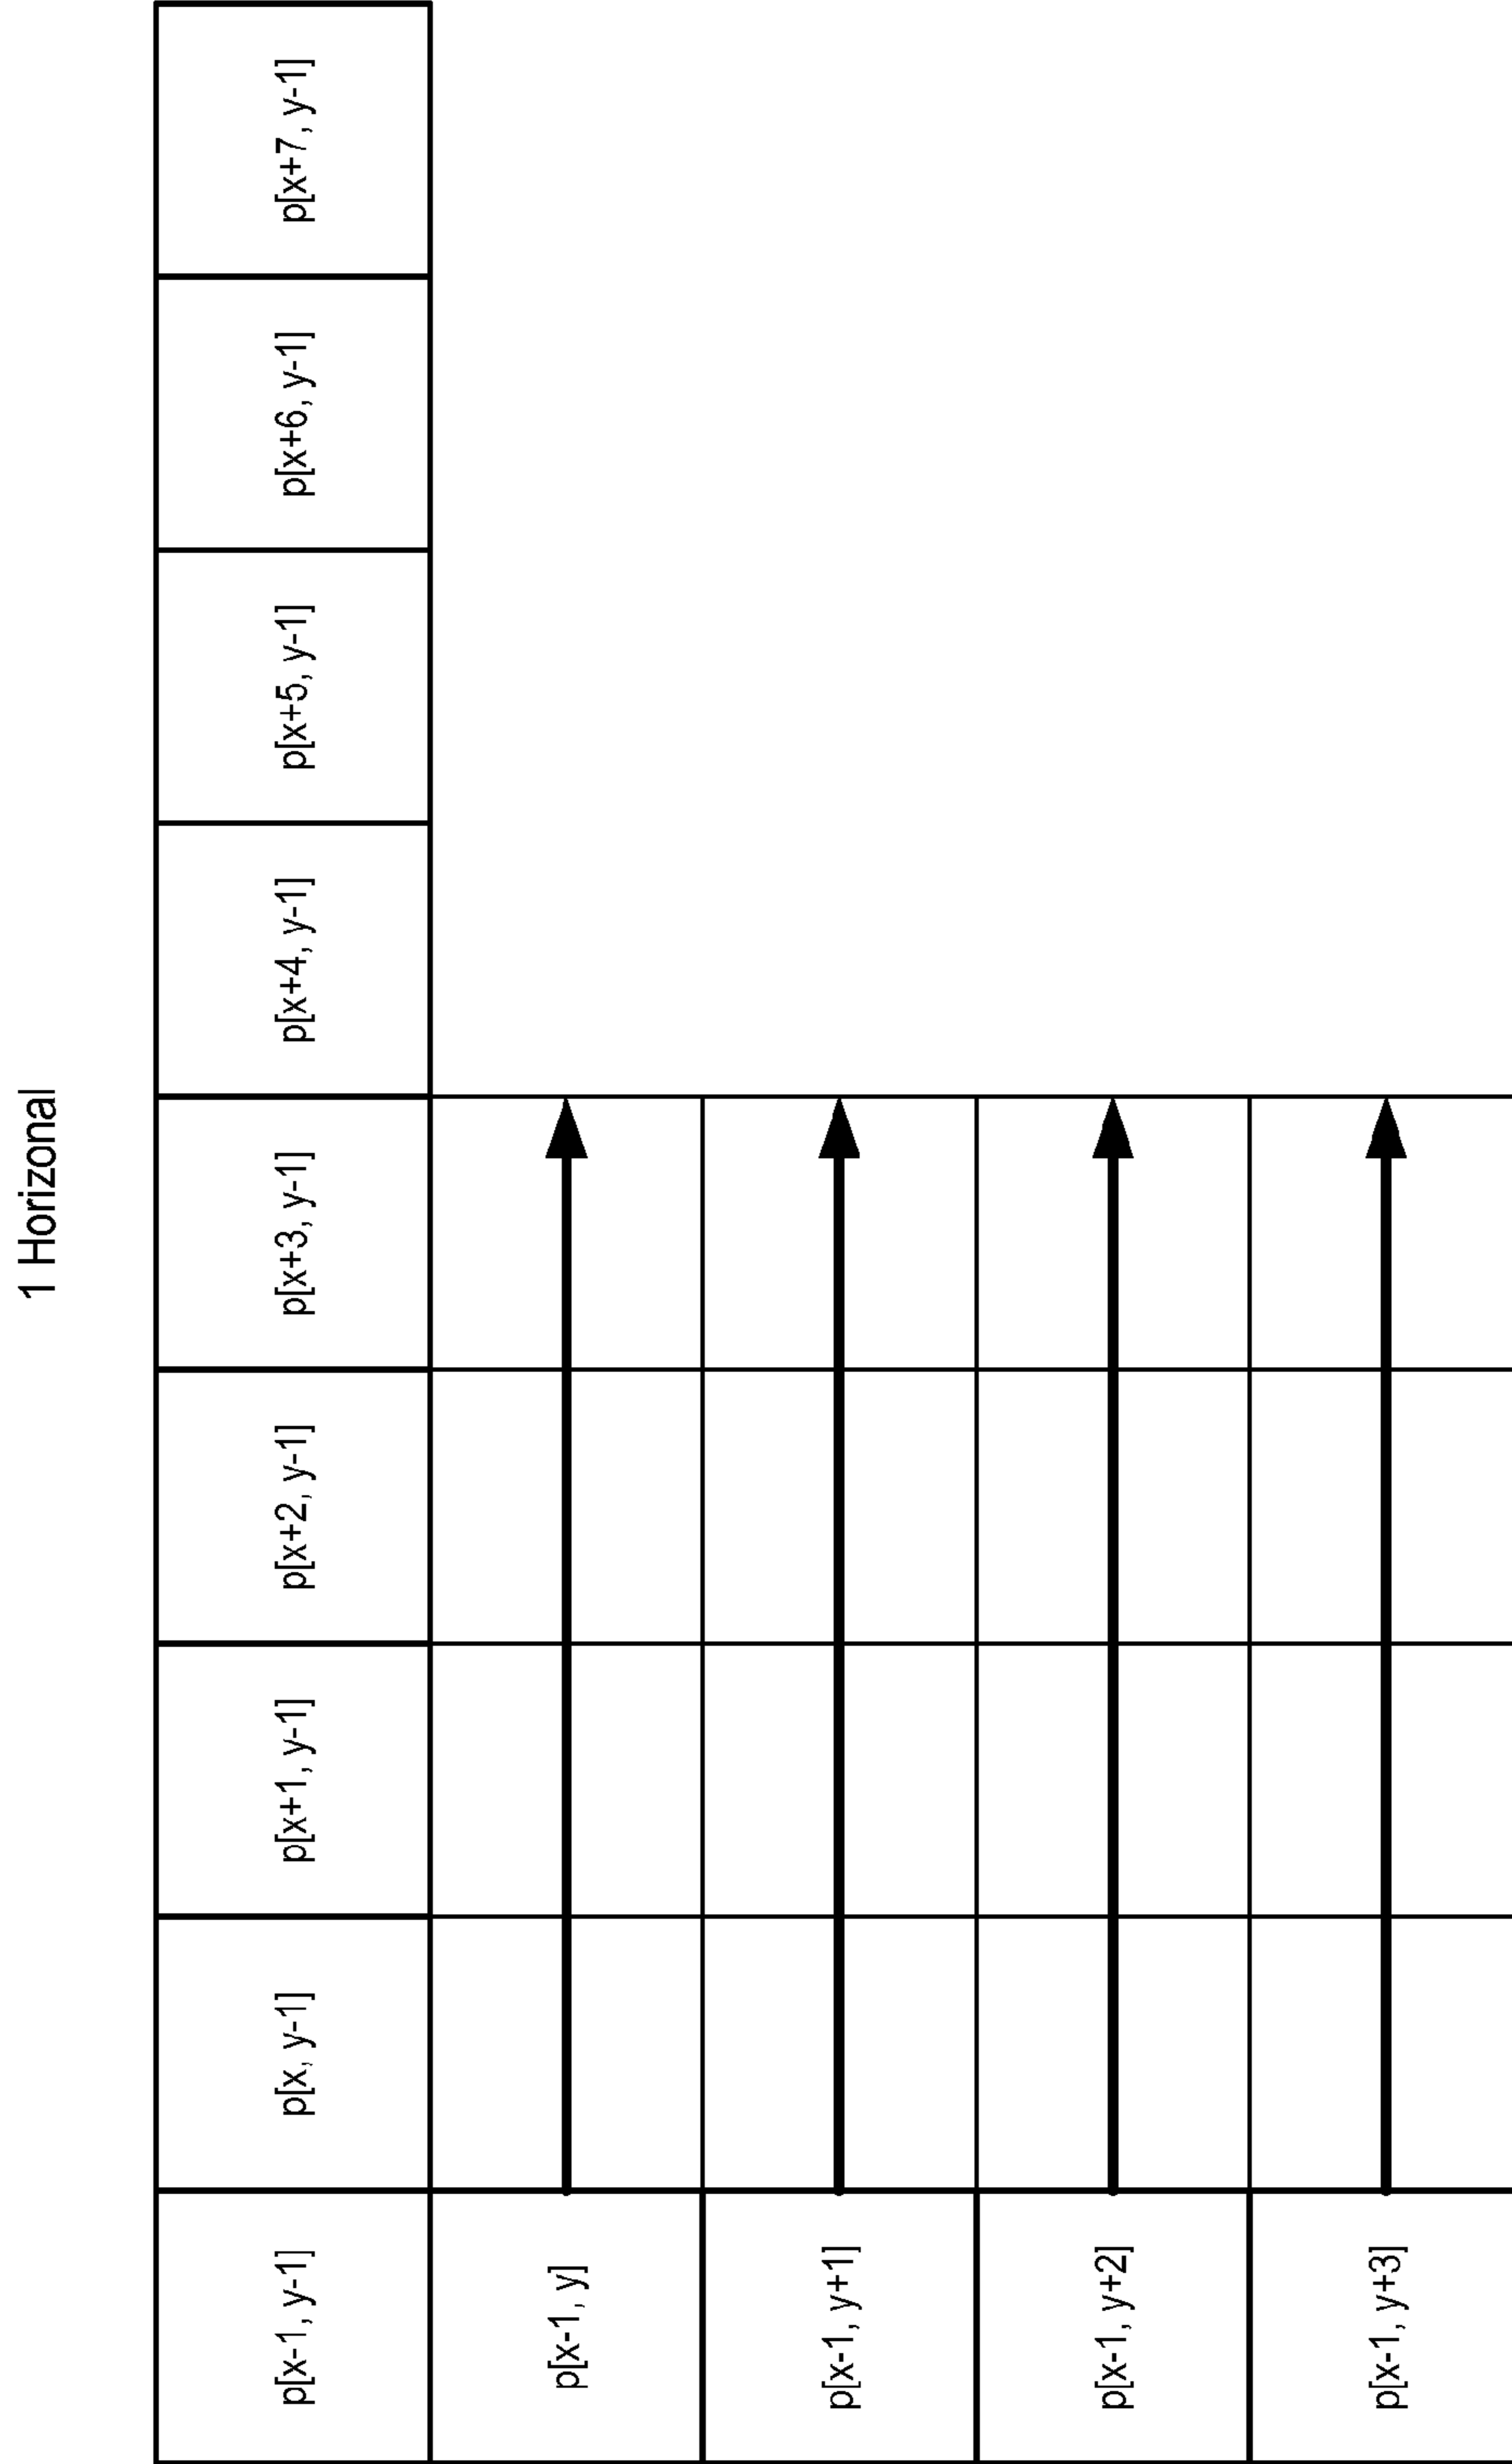 1 Horizonal
p[x-1, y-1]
p[x, y-1]
p[x+1, y-1]
p[x+2, y-1]
p[x+3, y-1]
p[x+4, y-1]
p[x+5, y-1]
p[x+6, y-1]
p[x+7, y-1]
p[x-1, y]
p[x-1, y+1]
p[x-1, y+2]
p[x-1, y+3]